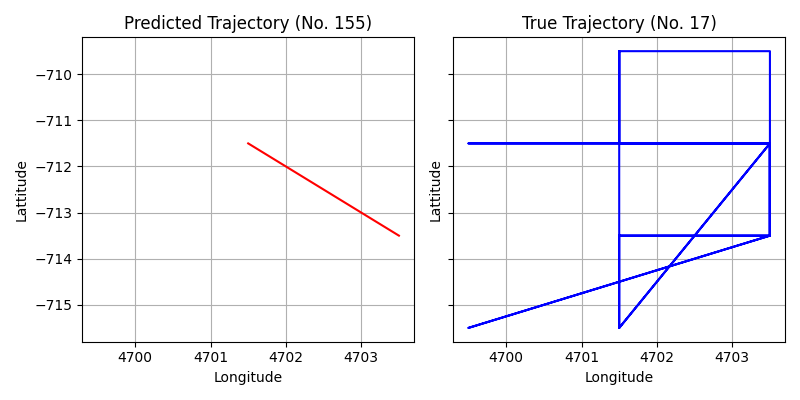 Predicted Trajectory (No. 155)
True Trajectory (No. 17)
−710
−711
−712
−713
−714
−715
Lattitude
Lattitude
4700 4701 4702 4703
4700 4701 4702 4703
Longitude
Longitude